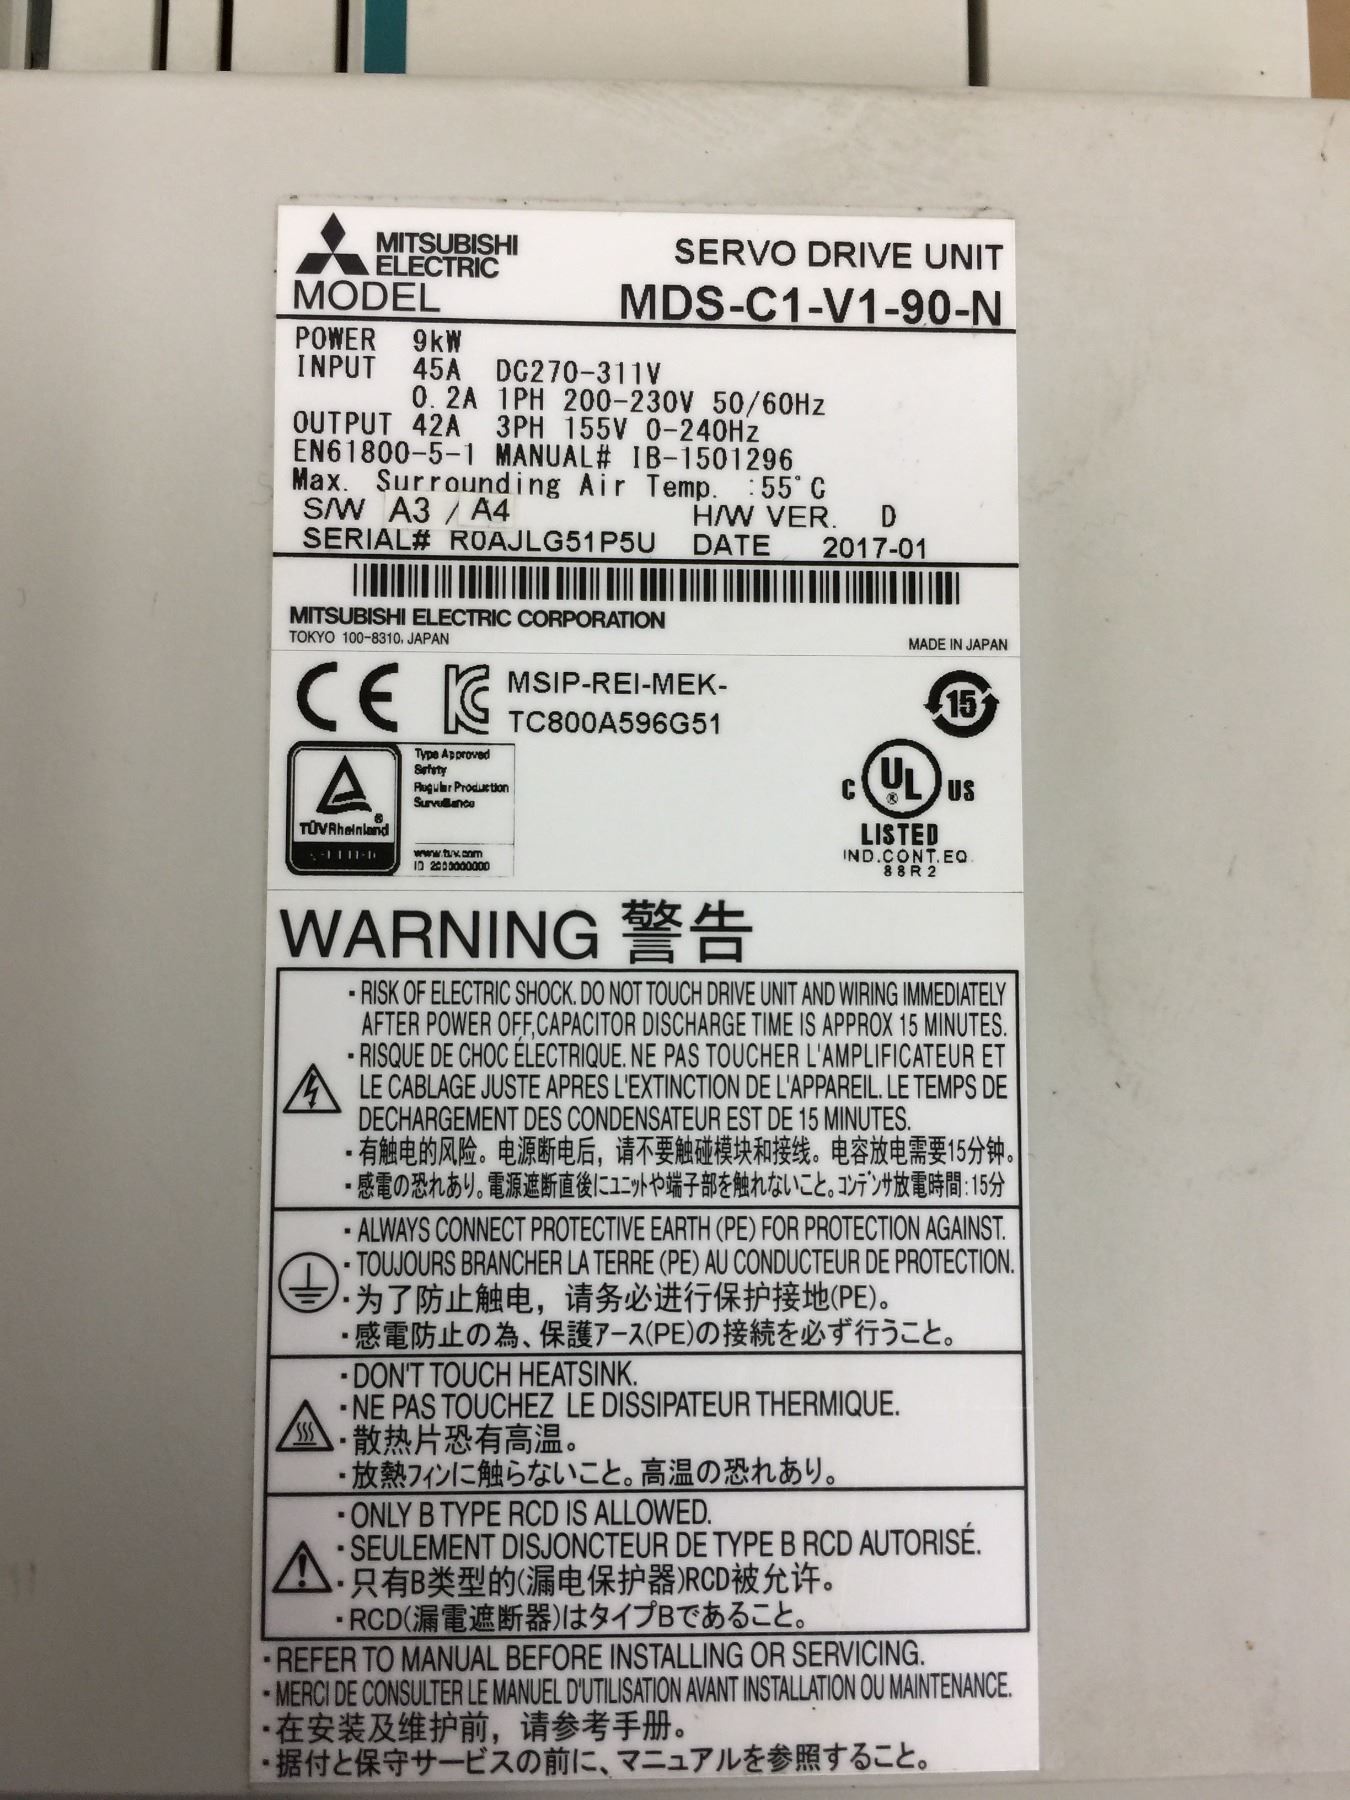 MITSUBISHI
ELECTRIC
SERVO DRIVE UNIT
MODEL MDS-C1-V1-90-N
POWER 9kW
INPUT 45A DC270-311V
0.2A 1PH 200-230V 50/60Hz
OUTPUT 42A 3PH 155V 0-240Hz
EN61800-5-1 MANUAL# IB-1501296
Max. Surrounding Air Temp. :55°C
S/W A3 / A4 H/W VER. D
SERIAL# R0AJLG51P5U DATE 2017-01
MITSUBISHI ELECTRIC CORPORATION
TOKYO 100-8310, JAPAN MADE IN JAPAN
CE KC MSIP-REI-MEK-
TC800A596G51
15
Type Approved
Safety
Regular Production
Surveillance
TÜVRheinland ®
www.tuv.com
ID 2000000000
C UL ® US
LISTED
IND.CONT.EQ.
88R2
WARNING 警告
・RISK OF ELECTRIC SHOCK. DO NOT TOUCH DRIVE UNIT AND WIRING IMMEDIATELY
AFTER POWER OFF,CAPACITOR DISCHARGE TIME IS APPROX 15 MINUTES.
・RISQUE DE CHOC ÉLECTRIQUE. NE PAS TOUCHER L'AMPLIFICATEUR ET
LE CABLAGE JUSTE APRES L'EXTINCTION DE L'APPAREIL. LE TEMPS DE
DECHARGEMENT DES CONDENSATEUR EST DE 15 MINUTES.
・有触电的风险。电源断电后，请不要触碰模块和接线。电容放电需要15分钟。
・感電の恐れあり。電源遮断直後にユニットや端子部を触れないこと。コンデンサ放電時間：15分
・ALWAYS CONNECT PROTECTIVE EARTH (PE) FOR PROTECTION AGAINST.
・TOUJOURS BRANCHER LA TERRE (PE) AU CONDUCTEUR DE PROTECTION.
・为了防止触电，请务必进行保护接地(PE)。
・感電防止の為、保護アース(PE)の接続を必ず行うこと。
・DON'T TOUCH HEATSINK.
・NE PAS TOUCHEZ LE DISSIPATEUR THERMIQUE.
・散热片恐有高温。
・放熱フィンに触らないこと。高温の恐れあり。
・ONLY B TYPE RCD IS ALLOWED.
・SEULEMENT DISJONCTEUR DE TYPE B RCD AUTORISÉ.
・只有B类型的(漏电保护器)RCD被允许。
・RCD(漏電遮断器)はタイプBであること。
・REFER TO MANUAL BEFORE INSTALLING OR SERVICING.
・MERCI DE CONSULTER LE MANUEL D'UTILISATION AVANT INSTALLATION OU MAINTENANCE.
・在安装及维护前，请参考手册。
・据付と保守サービスの前に、マニュアルを参照すること。